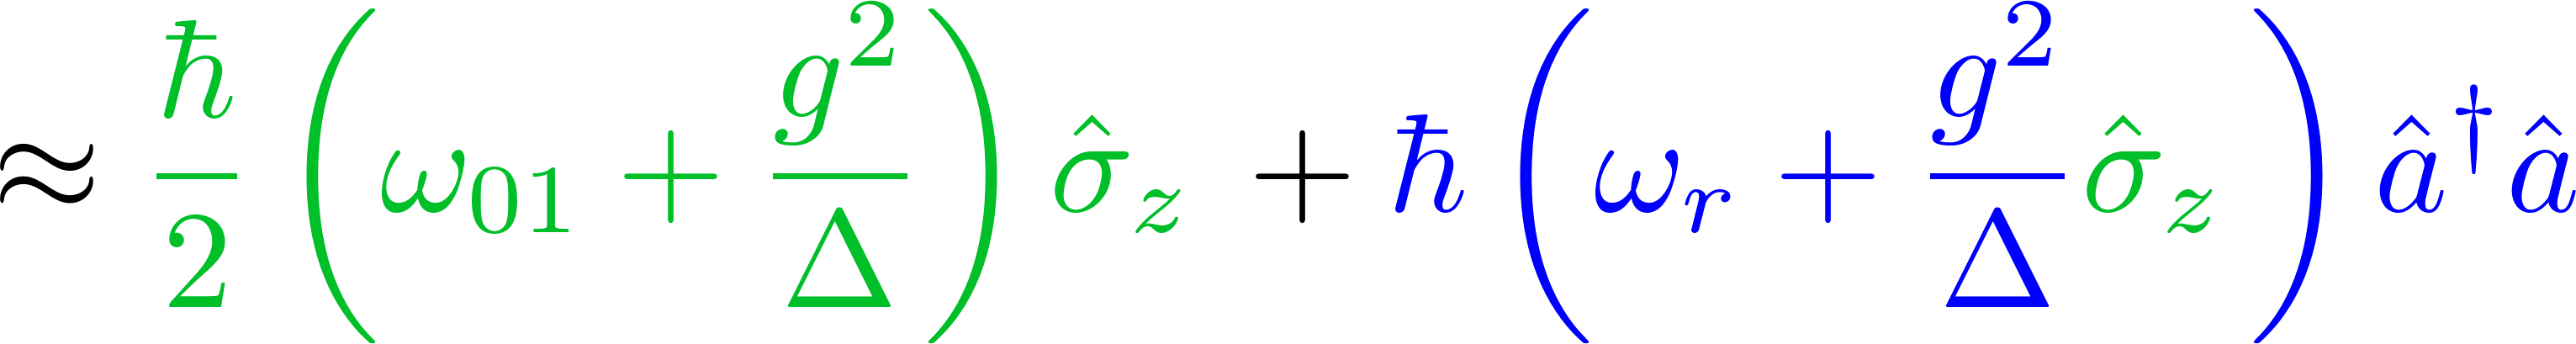 ≈ ħ/2 (ω₀₁ + g²/Δ) σ̂_z + ħ (ω_r + g²/Δ σ̂_z) â†â